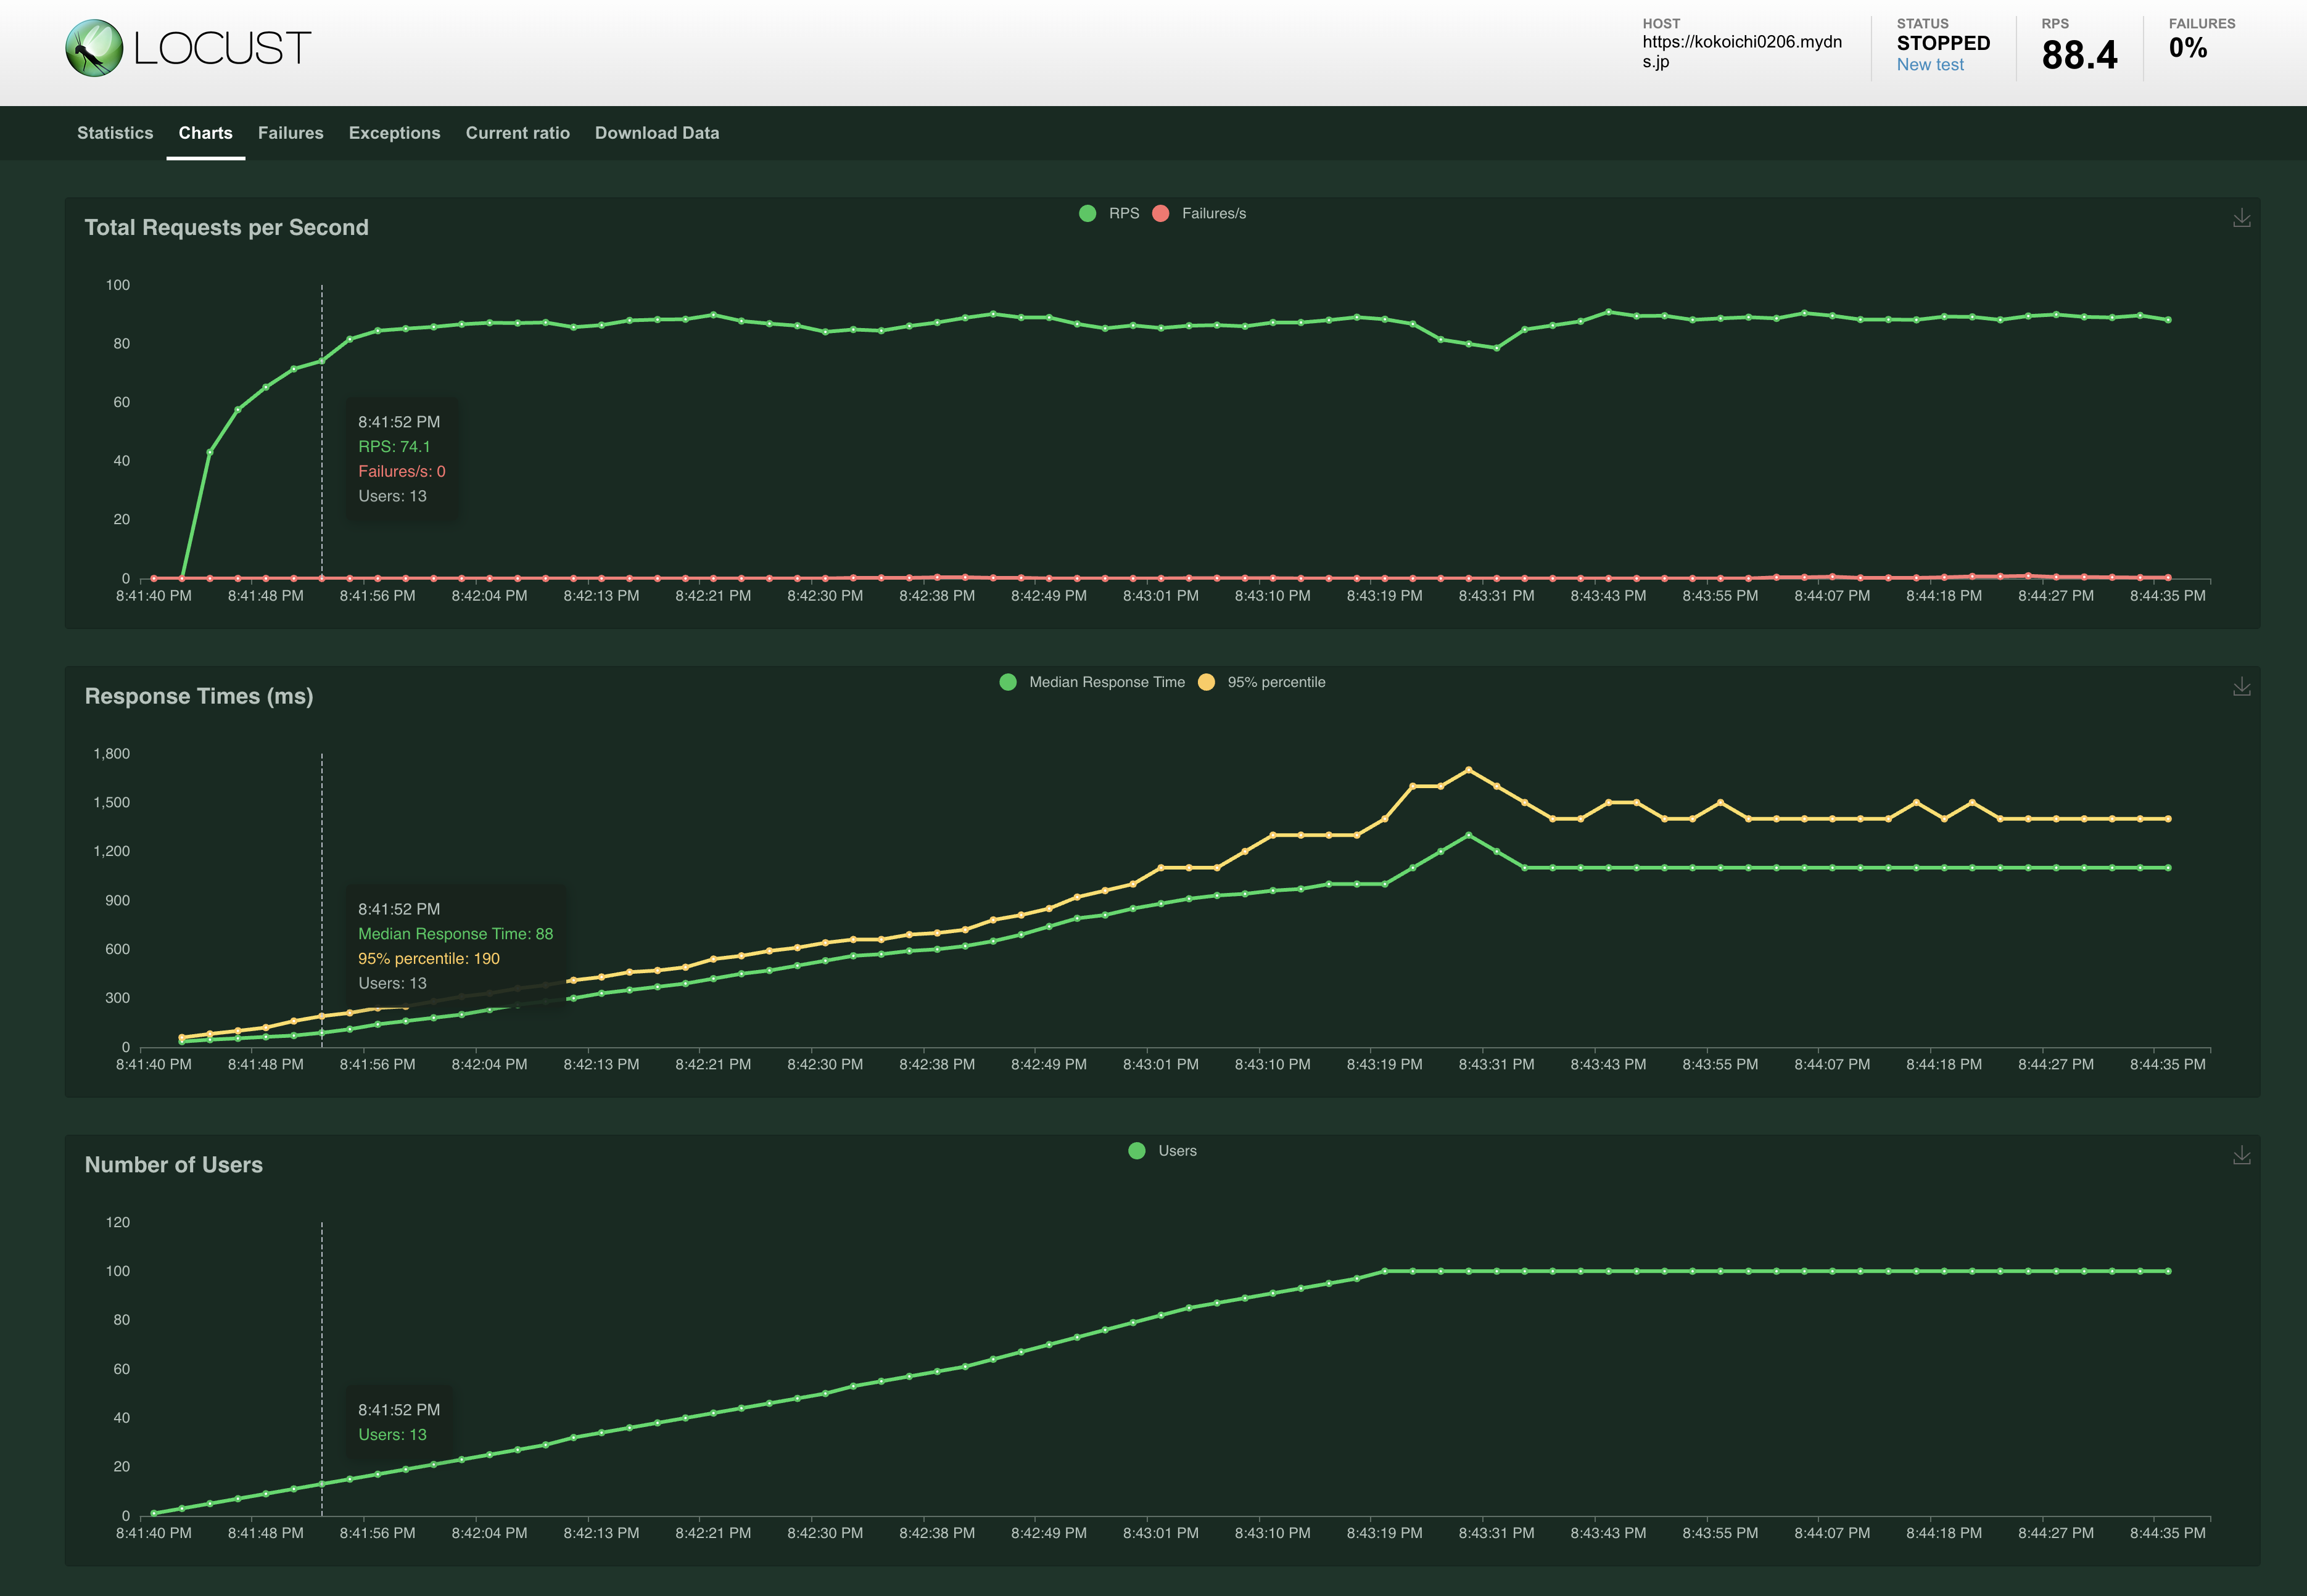 LOCUST
HOST
https://kokoichi0206.mydn
s.jp
STATUS
STOPPED
New test
RPS
88.4
FAILURES
0%
Statistics Charts Failures Exceptions Current ratio Download Data
Total Requests per Second
RPS Failures/s
100
80
60
40
20
0
8:41:52 PM
RPS: 74.1
Failures/s: 0
Users: 13
8:41:40 PM 8:41:48 PM 8:41:56 PM 8:42:04 PM 8:42:13 PM 8:42:21 PM 8:42:30 PM 8:42:38 PM 8:42:49 PM 8:43:01 PM 8:43:10 PM 8:43:19 PM 8:43:31 PM 8:43:43 PM 8:43:55 PM 8:44:07 PM 8:44:18 PM 8:44:27 PM 8:44:35 PM
Response Times (ms)
Median Response Time 95% percentile
1,800
1,500
1,200
900
600
300
0
8:41:52 PM
Median Response Time: 88
95% percentile: 190
Users: 13
8:41:40 PM 8:41:48 PM 8:41:56 PM 8:42:04 PM 8:42:13 PM 8:42:21 PM 8:42:30 PM 8:42:38 PM 8:42:49 PM 8:43:01 PM 8:43:10 PM 8:43:19 PM 8:43:31 PM 8:43:43 PM 8:43:55 PM 8:44:07 PM 8:44:18 PM 8:44:27 PM 8:44:35 PM
Number of Users
Users
120
100
80
60
40
20
0
8:41:52 PM
Users: 13
8:41:40 PM 8:41:48 PM 8:41:56 PM 8:42:04 PM 8:42:13 PM 8:42:21 PM 8:42:30 PM 8:42:38 PM 8:42:49 PM 8:43:01 PM 8:43:10 PM 8:43:19 PM 8:43:31 PM 8:43:43 PM 8:43:55 PM 8:44:07 PM 8:44:18 PM 8:44:27 PM 8:44:35 PM